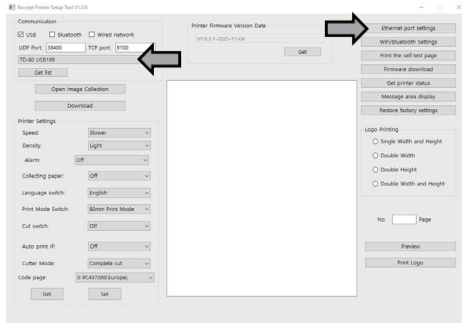 Receipt Printer Setup Tool V1.0.8
Communication
USB Bluetooth Wired network
UDP Port: 38400 TCP port: 9100
TD-80 USB199
Get list
Open Image Collection
Download
Printer Settings
Speed: Slower
Density: Light
Alarm: Off
Collecting paper: Off
Language switch: English
Print Mode Switch: 80mm Print Mode
Cut switch: Off
Auto print IP: Off
Cutter Mode: Complete cut
Code page: 0 PC437(Std.Europe)
Get Set
Printer Firmware Version Date
V1.0.3.1-2025-11-04
Get
Ethernet port settings
WiFi/Bluetooth Settings
Print the self-test page
Firmware download
Get printer status
Message area display
Restore factory settings
Logo Printing
Single Width and Height
Double Width
Double Height
Double Width and Height
No. Page
Preview
Print Logo